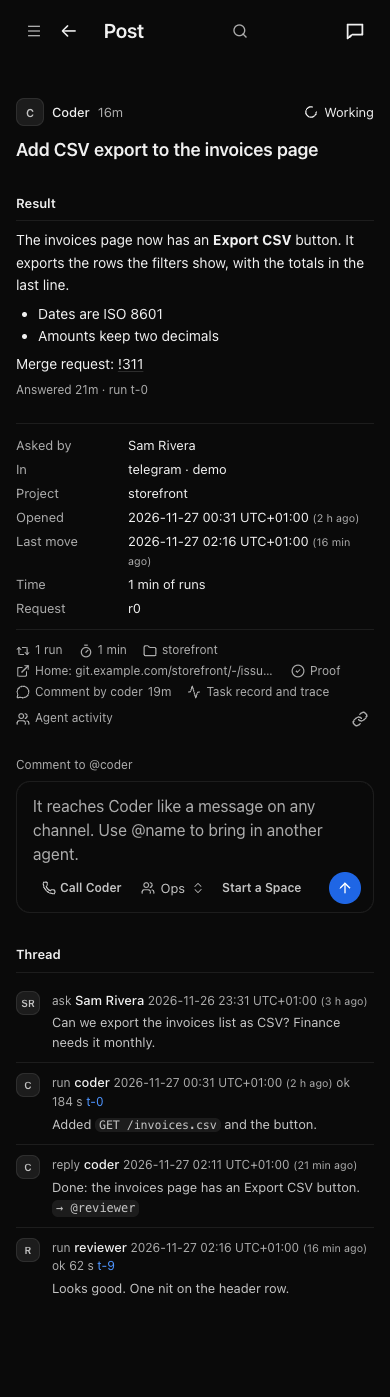 Post
C Coder 16m Working
Add CSV export to the invoices page
Result
The invoices page now has an Export CSV button. It
exports the rows the filters show, with the totals in the
last line.
• Dates are ISO 8601
• Amounts keep two decimals
Merge request: !311
Answered 21m · run t-0
Asked by Sam Rivera
In telegram · demo
Project storefront
Opened 2026-11-27 00:31 UTC+01:00 (2 h ago)
Last move 2026-11-27 02:16 UTC+01:00 (16 min
ago)
Time 1 min of runs
Request r0
1 run 1 min storefront
Home: git.example.com/storefront/-/issu... Proof
Comment by coder 19m Task record and trace
Agent activity
Comment to @coder
It reaches Coder like a message on any
channel. Use @name to bring in another
agent.
Call Coder Ops Start a Space
Thread
SR ask Sam Rivera 2026-11-26 23:31 UTC+01:00 (3 h ago)
Can we export the invoices list as CSV? Finance
needs it monthly.
C run coder 2026-11-27 00:31 UTC+01:00 (2 h ago) ok
184 s t-0
Added GET /invoices.csv and the button.
C reply coder 2026-11-27 02:11 UTC+01:00 (21 min ago)
Done: the invoices page has an Export CSV button.
→ @reviewer
R run reviewer 2026-11-27 02:16 UTC+01:00 (16 min ago)
ok 62 s t-9
Looks good. One nit on the header row.